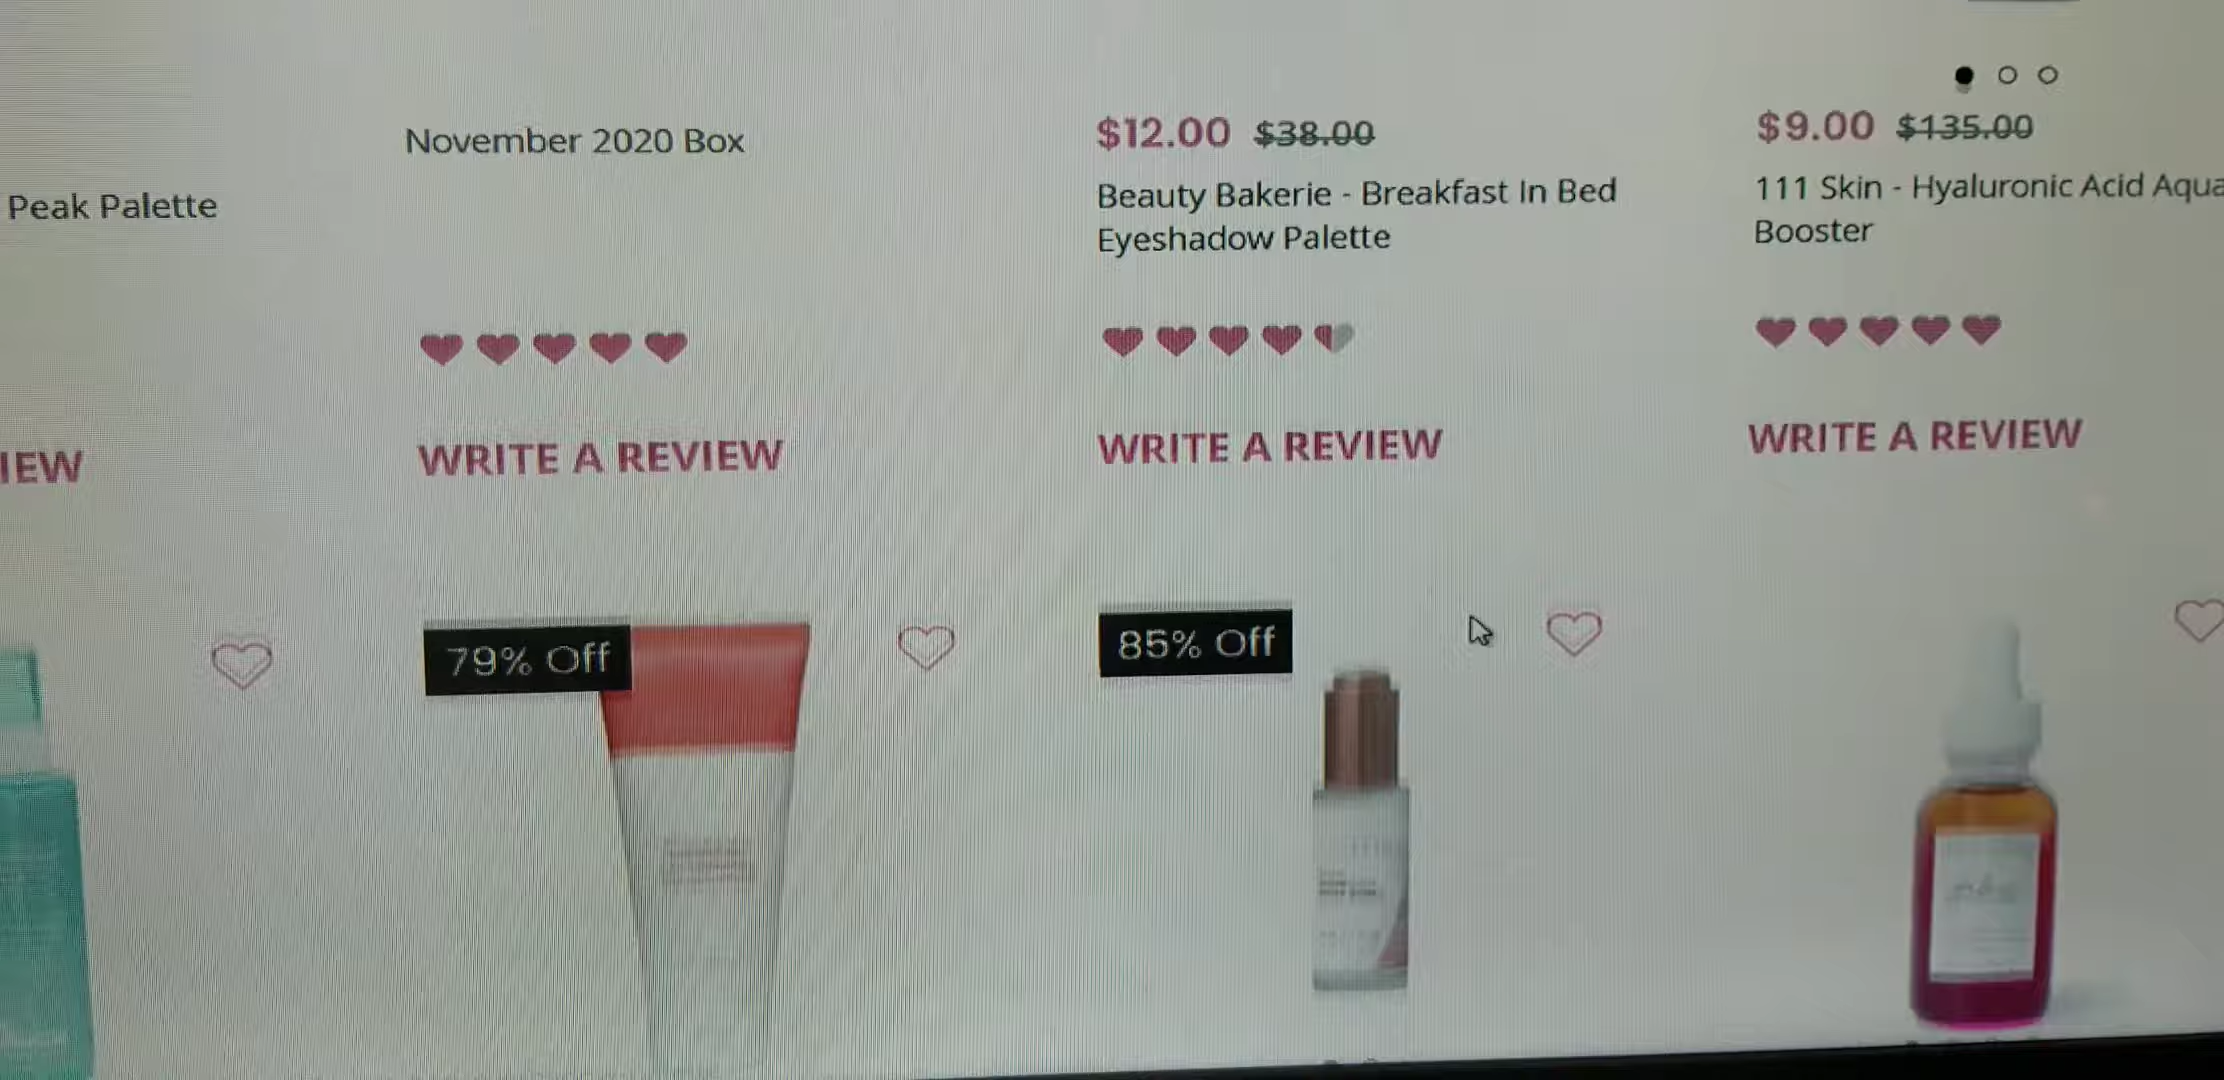 Peak Palette
IEW
November 2020 Box
WRITE A REVIEW
$12.00 $38.00
Beauty Bakerie - Breakfast In Bed
Eyeshadow Palette
WRITE A REVIEW
$9.00 $135.00
111 Skin - Hyaluronic Acid Aqua
Booster
WRITE A REVIEW
79% Off
85% Off